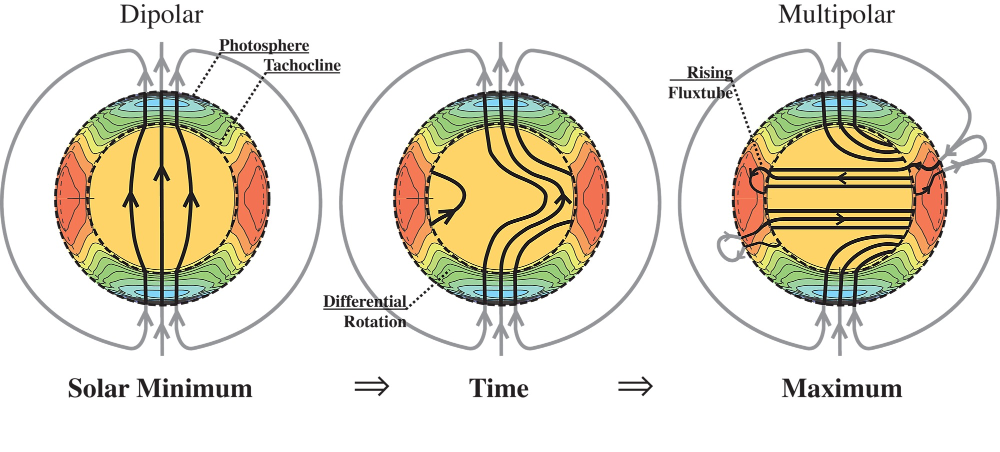 Dipolar
Multipolar
Photosphere
Tachocline
Rising
Fluxtube
Differential
Rotation
Solar Minimum ⇒ Time ⇒ Maximum